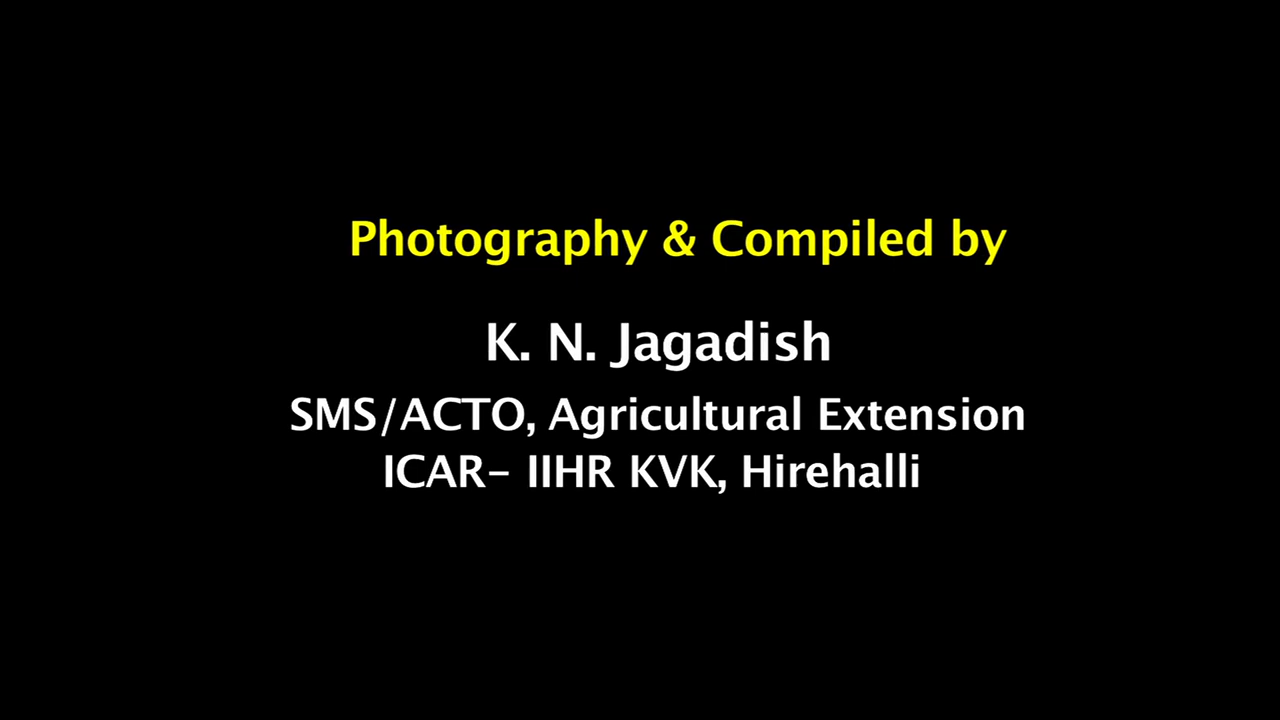 Photography & Compiled by
K. N. Jagadish
SMS/ACTO, Agricultural Extension
ICAR- IIHR KVK, Hirehalli